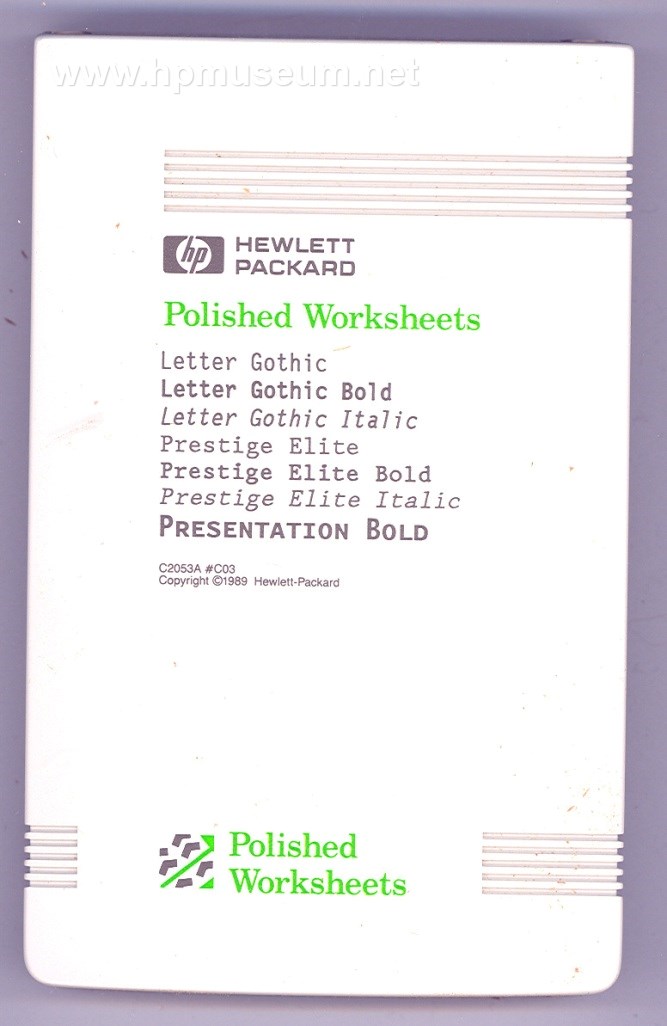 www.hpmuseum.net
hp HEWLETT
PACKARD
Polished Worksheets
Letter Gothic
Letter Gothic Bold
Letter Gothic Italic
Prestige Elite
Prestige Elite Bold
Prestige Elite Italic
PRESENTATION BOLD
C2053A #C03
Copyright ©1989 Hewlett-Packard
Polished
Worksheets